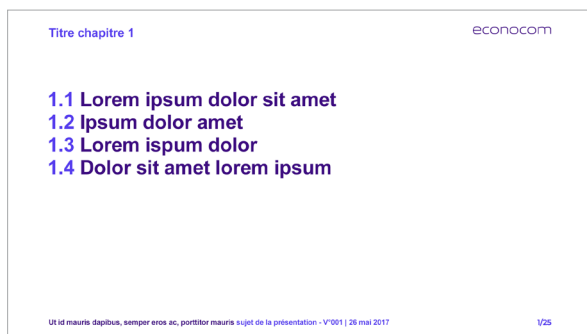 Titre chapitre 1
econocom
1.1 Lorem ipsum dolor sit amet
1.2 Ipsum dolor amet
1.3 Lorem ispum dolor
1.4 Dolor sit amet lorem ipsum
Ut id mauris dapibus, semper eros ac, porttitor mauris sujet de la présentation - V°001 | 26 mai 2017
1/25